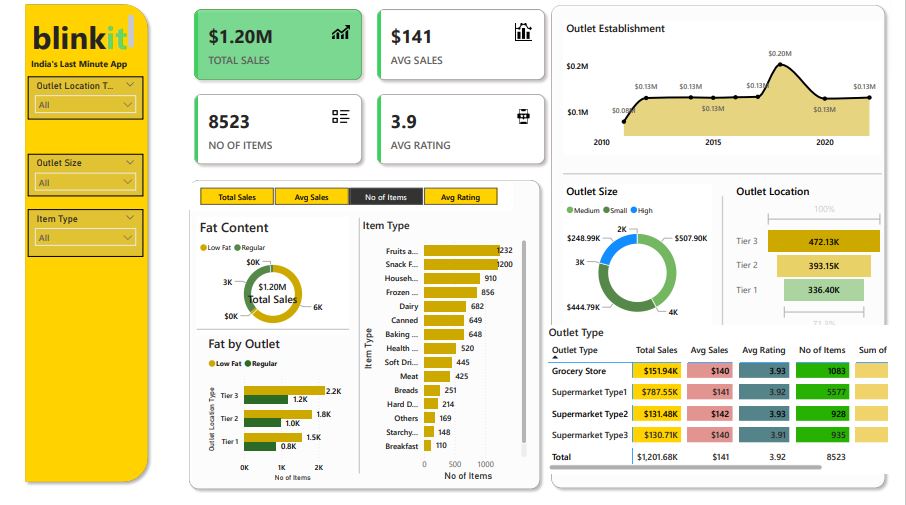 blinkit
India's Last Minute App
Outlet Location T...
All
Outlet Size
All
Item Type
All
$1.20M
TOTAL SALES
$141
AVG SALES
8523
NO OF ITEMS
3.9
AVG RATING
Total Sales Avg Sales No of Items Avg Rating
Fat Content
Low Fat Regular
$0K
3K
$1.20M
Total Sales
$0K
6K
Fat by Outlet
Low Fat Regular
Outlet Location Type
Tier 3 2.2K
1.2K
Tier 2 1.8K
1.0K
Tier 1 1.5K
0.8K
0K 1K 2K
No of Items
Item Type
Item Type
Fruits a... 1232
Snack F... 1200
Househ... 910
Frozen ... 856
Dairy 682
Canned 649
Baking ... 648
Health ... 520
Soft Dri... 445
Meat 425
Breads 251
Hard D... 214
Others 169
Starchy... 148
Breakfast 110
0 500 1000
No of Items
Outlet Establishment
$0.2M
$0.1M
$0.08M
$0.13M
$0.13M
$0.13M
$0.13M
$0.20M
$0.13M
$0.13M
2010 2015 2020
Outlet Size
Medium Small High
2K
$248.99K
$507.90K
3K
$444.79K
4K
Outlet Location
100%
Tier 3 472.13K
Tier 2 393.15K
Tier 1 336.40K
Outlet Type
Outlet Type Total Sales Avg Sales Avg Rating No of Items Sum of
Grocery Store $151.94K $140 3.93 1083
Supermarket Type1 $787.55K $141 3.92 5577
Supermarket Type2 $131.48K $142 3.93 928
Supermarket Type3 $130.71K $140 3.91 935
Total $1,201.68K $141 3.92 8523